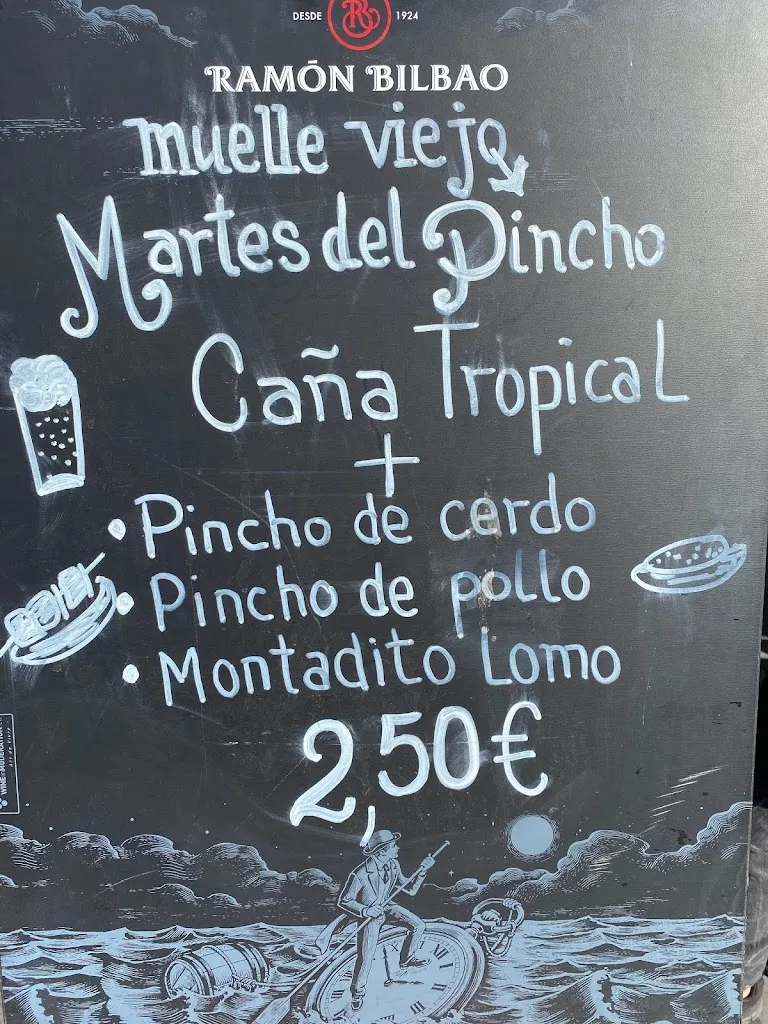 DESDE 1924
RAMÓN BILBAO
muelle viejo
Martes del Pincho
Caña Tropical
+
• Pincho de cerdo
• Pincho de pollo
• Montadito Lomo
2,50€